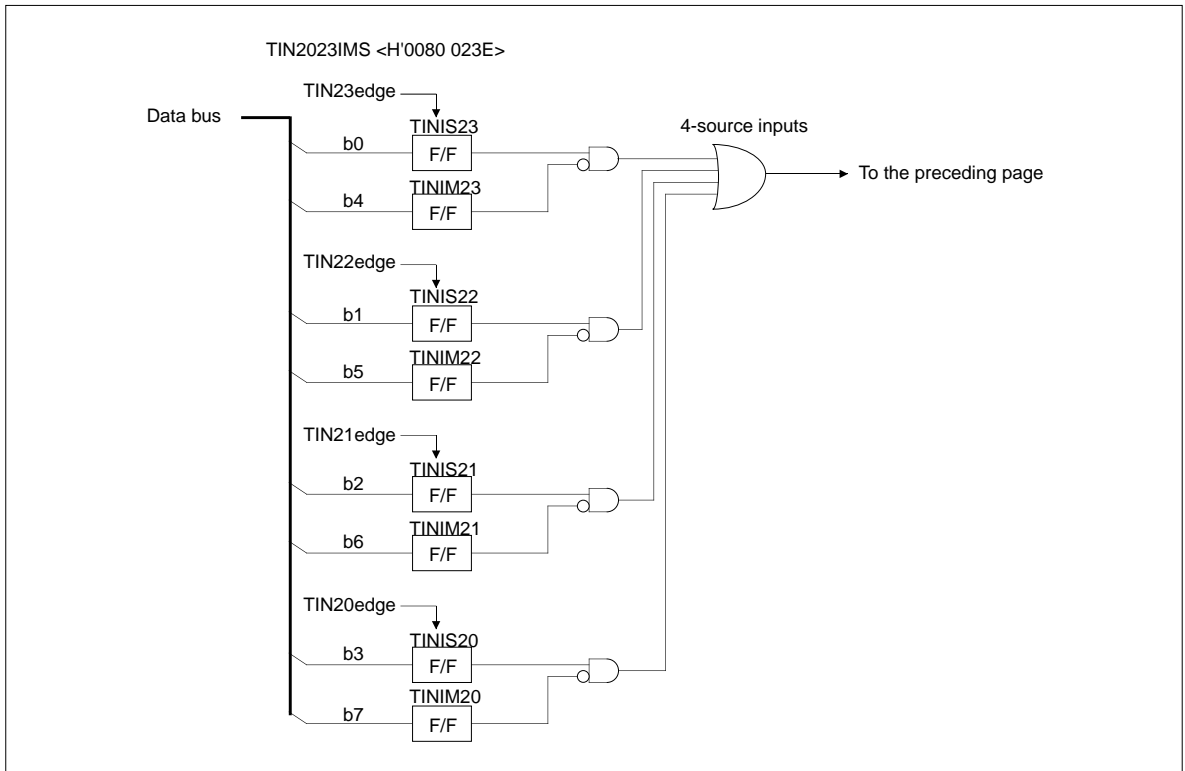 TIN2023IMS <H'0080 023E>
TIN23edge
Data bus
TINIS23
4-source inputs
b0
F/F
To the preceding page
TINIM23
b4
F/F
TIN22edge
TINIS22
b1
F/F
TINIM22
b5
F/F
TIN21edge
TINIS21
b2
F/F
TINIM21
b6
F/F
TIN20edge
TINIS20
b3
F/F
TINIM20
b7
F/F